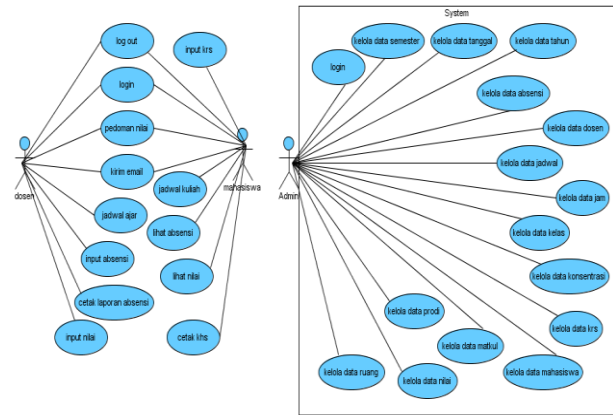 System
log out
input krs
login
pedoman nilai
kirim email
dosen
mahasiswa
jadwal kuliah
jadwal ajar
lihat absensi
input absensi
lihat nilai
cetak laporan absensi
input nilai
cetak khs
kelola data semester
kelola data tanggal
kelola data tahun
login
kelola data absensi
kelola data dosen
kelola data jadwal
Admin
kelola data jam
kelola data kelas
kelola data konsentrasi
kelola data prodi
kelola data krs
kelola data matkul
kelola data ruang
kelola data nilai
kelola data mahasiswa